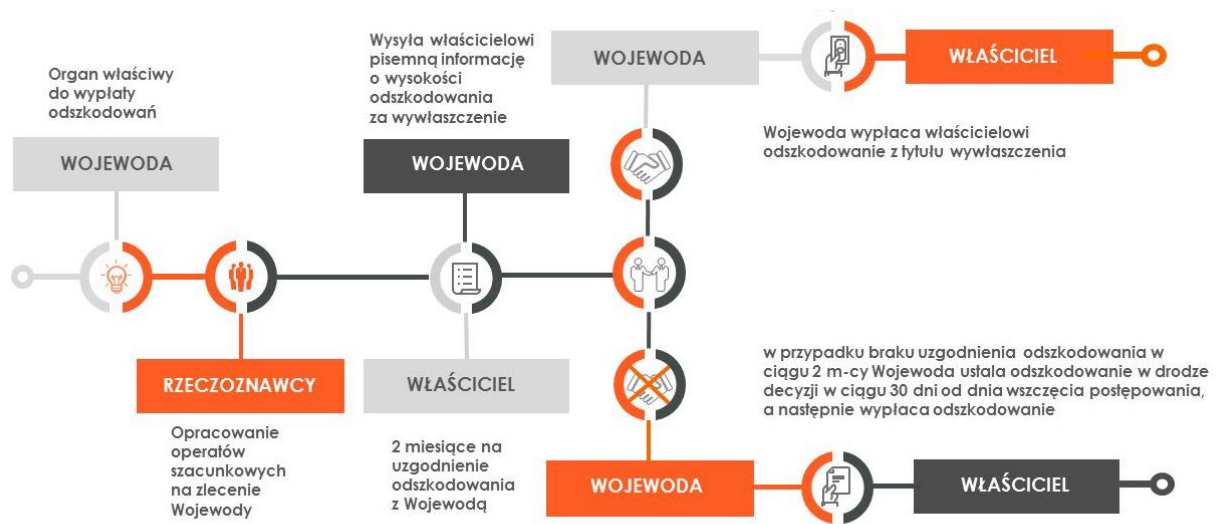 Organ właściwy
do wypłaty
odszkodowań
WOJEWODA
RZECZOZNAWCY
Opracowanie
operatów
szacunkowych
na zlecenie
Wojewody
Wysyła właścicielowi
pisemną informację
o wysokości
odszkodowania
za wywłaszczenie
WOJEWODA
WŁAŚCICIEL
2 miesiące na
uzgodnienie
odszkodowania
z Wojewodą
WOJEWODA
WŁAŚCICIEL
Wojewoda wypłaca właścicielowi
odszkodowanie z tytułu wywłaszczenia
w przypadku braku uzgodnienia odszkodowania w
ciągu 2 m-cy Wojewoda ustala odszkodowanie w drodze
decyzji w ciągu 30 dni od dnia wszczęcia postępowania,
a następnie wypłaca odszkodowanie
WOJEWODA
WŁAŚCICIEL